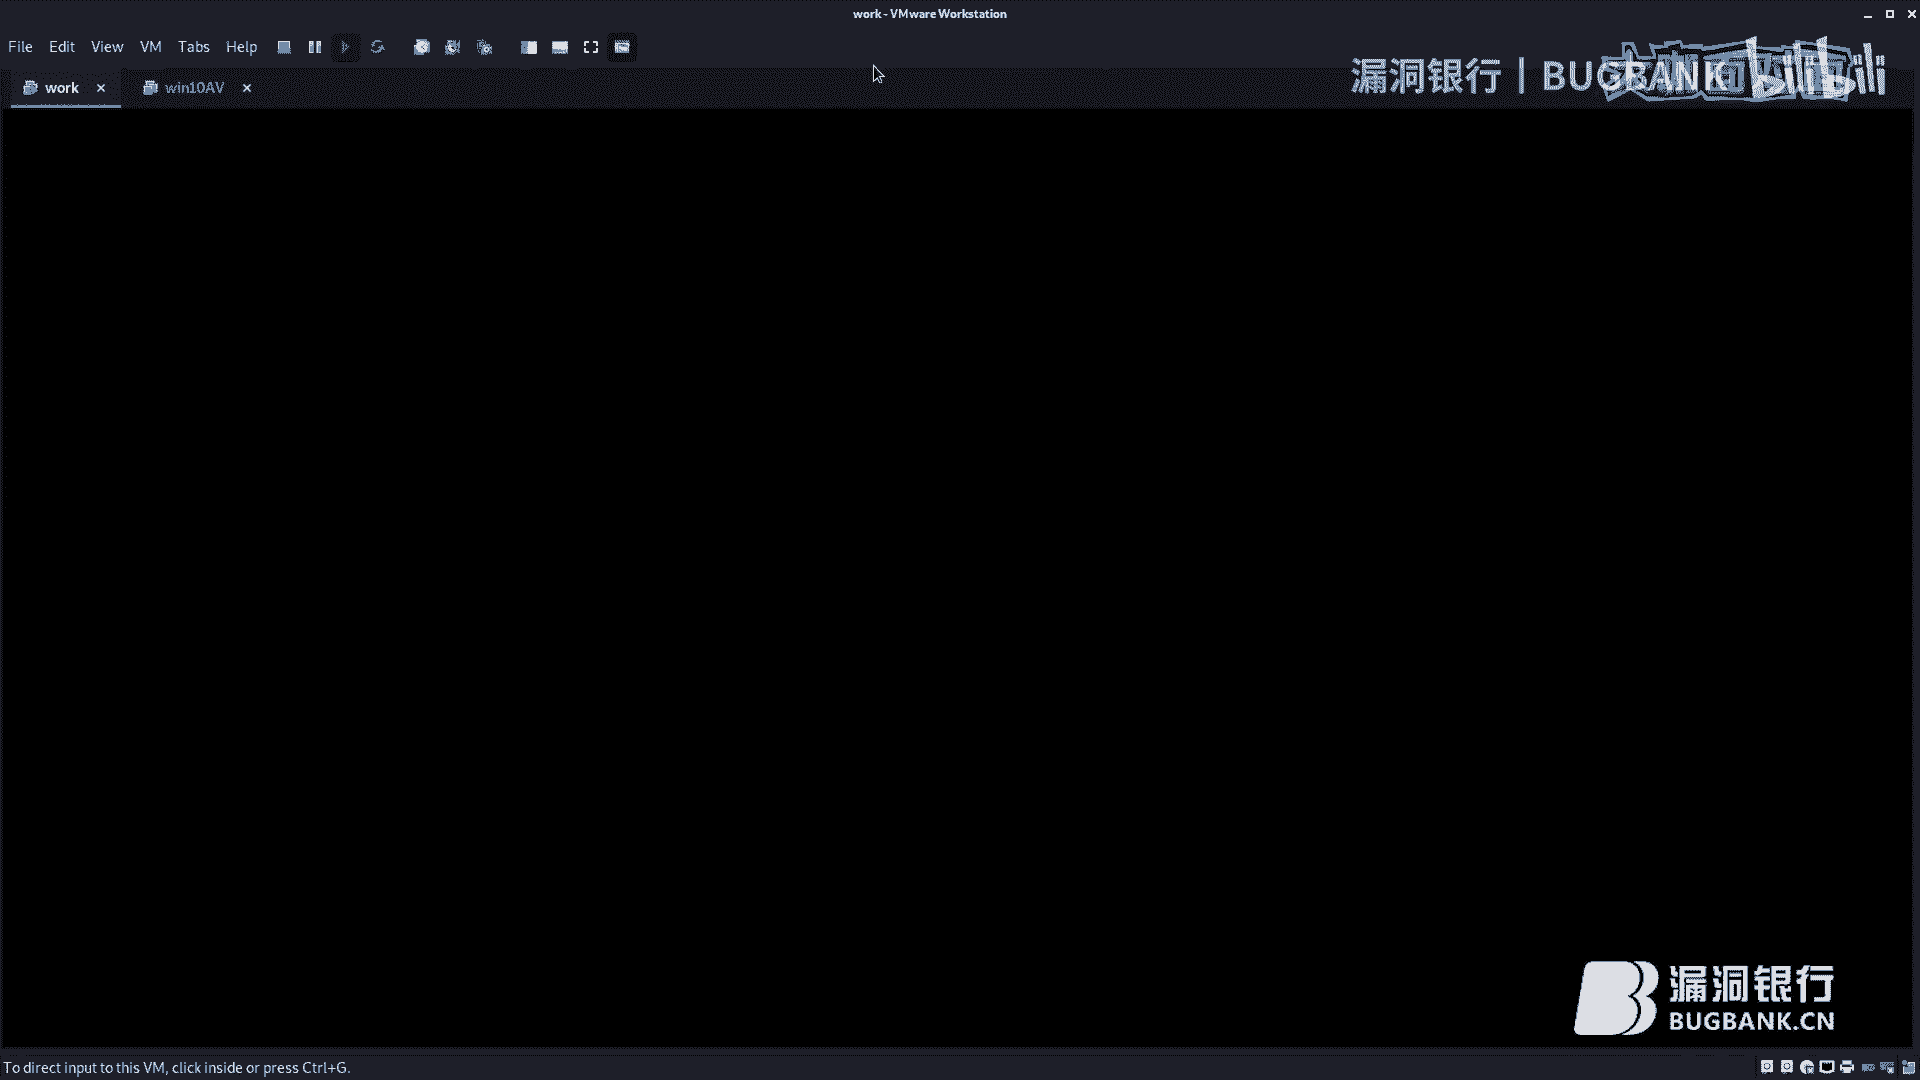 work - VMware Workstation
File Edit View VM Tabs Help
漏洞银行 | BUGBANK bilibili
work win10AV
漏洞银行
BUGBANK.CN
To direct input to this VM, click inside or press Ctrl+G.